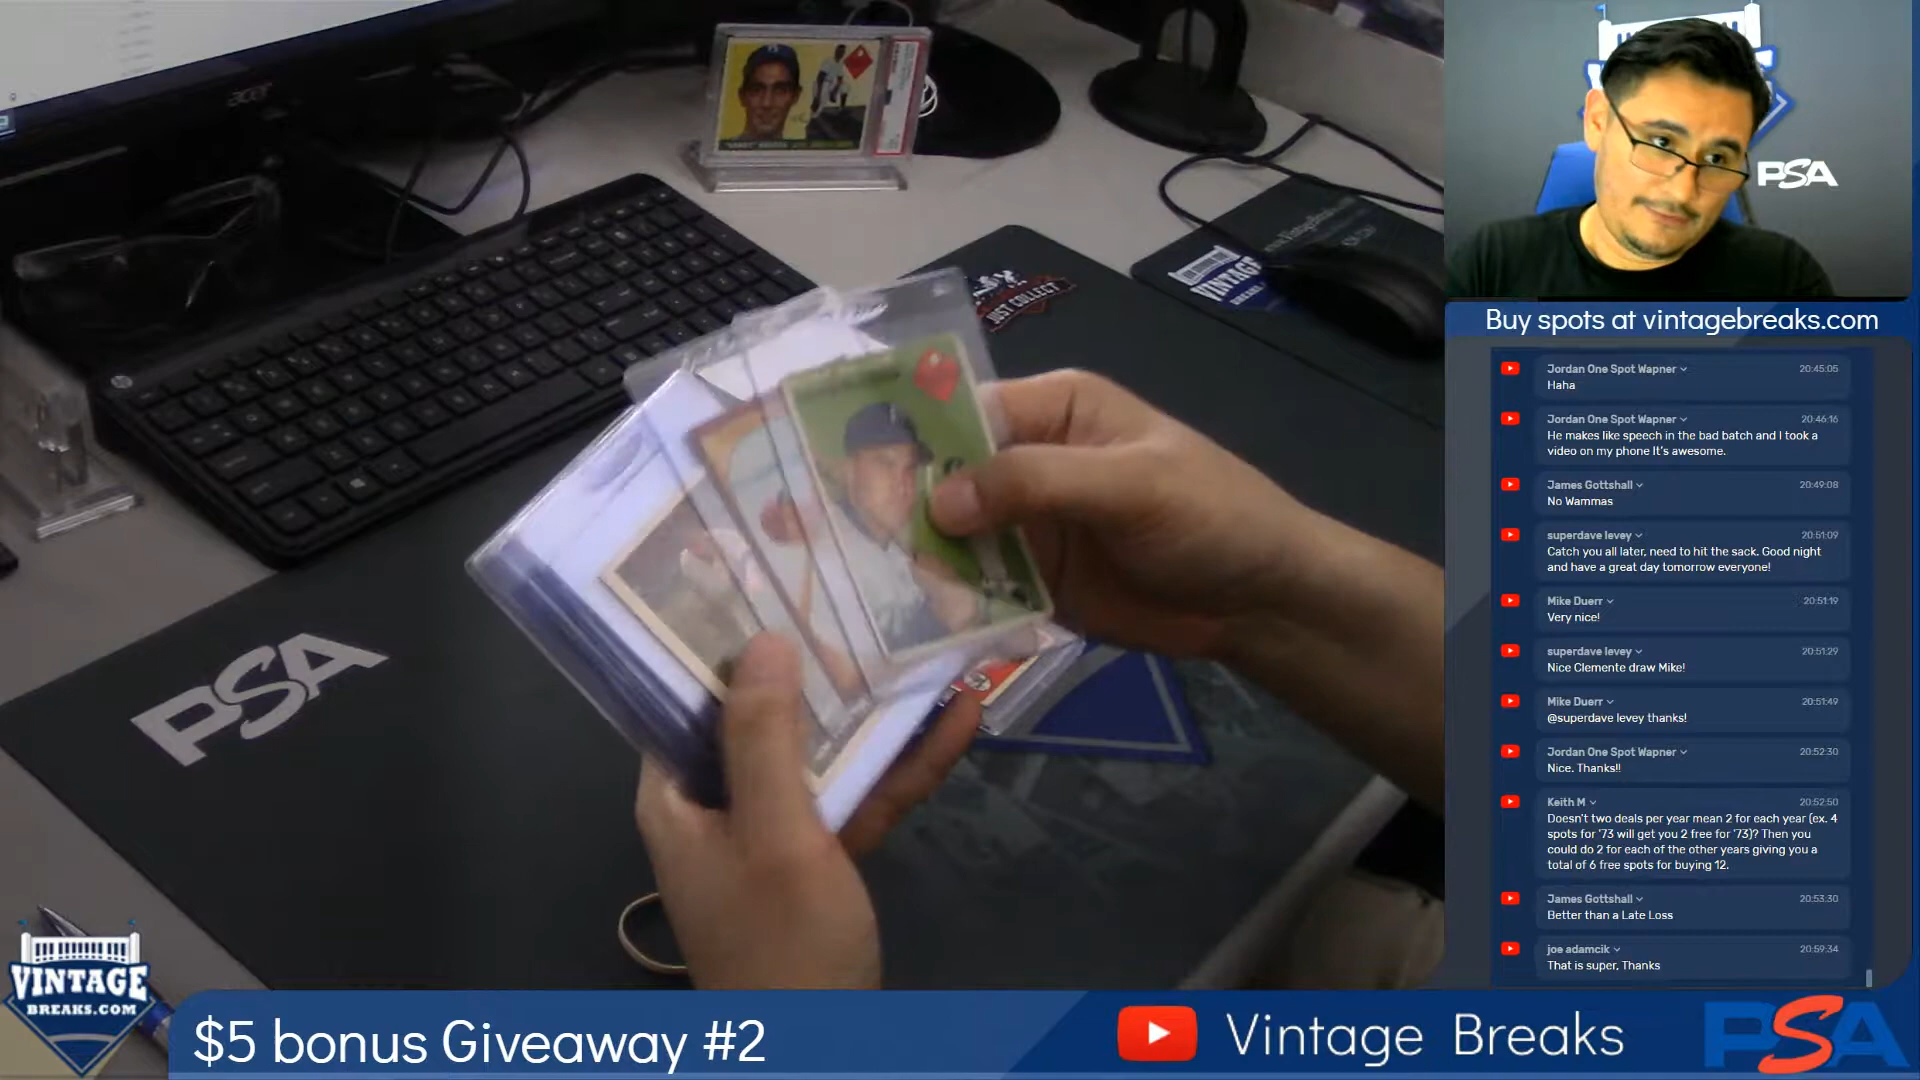 acer
JUST COLLECT
VINTAGE
PSA
PSA
Buy spots at vintagebreaks.com
Jordan One Spot Wapner 20:45:05
Haha
Jordan One Spot Wapner 20:46:16
He makes like speech in the bad batch and I took a
video on my phone It's awesome.
James Gottshall 20:49:08
No Wammas
superdave levey 20:51:09
Catch you all later, need to hit the sack. Good night
and have a great day tomorrow everyone!
Mike Duerr 20:51:19
Very nice!
superdave levey 20:51:29
Nice Clemente draw Mike!
Mike Duerr 20:51:49
@superdave levey thanks!
Jordan One Spot Wapner 20:52:30
Nice. Thanks!!
Keith M 20:52:50
Doesn't two deals per year mean 2 for each year (ex. 4
spots for '73 will get you 2 free for '73)? Then you
could do 2 for each of the other years giving you a
total of 6 free spots for buying 12.
James Gottshall 20:53:30
Better than a Late Loss
joe adamcik 20:59:34
That is super, Thanks
VINTAGE
BREAKS.COM
$5 bonus Giveaway #2
Vintage Breaks
PSA